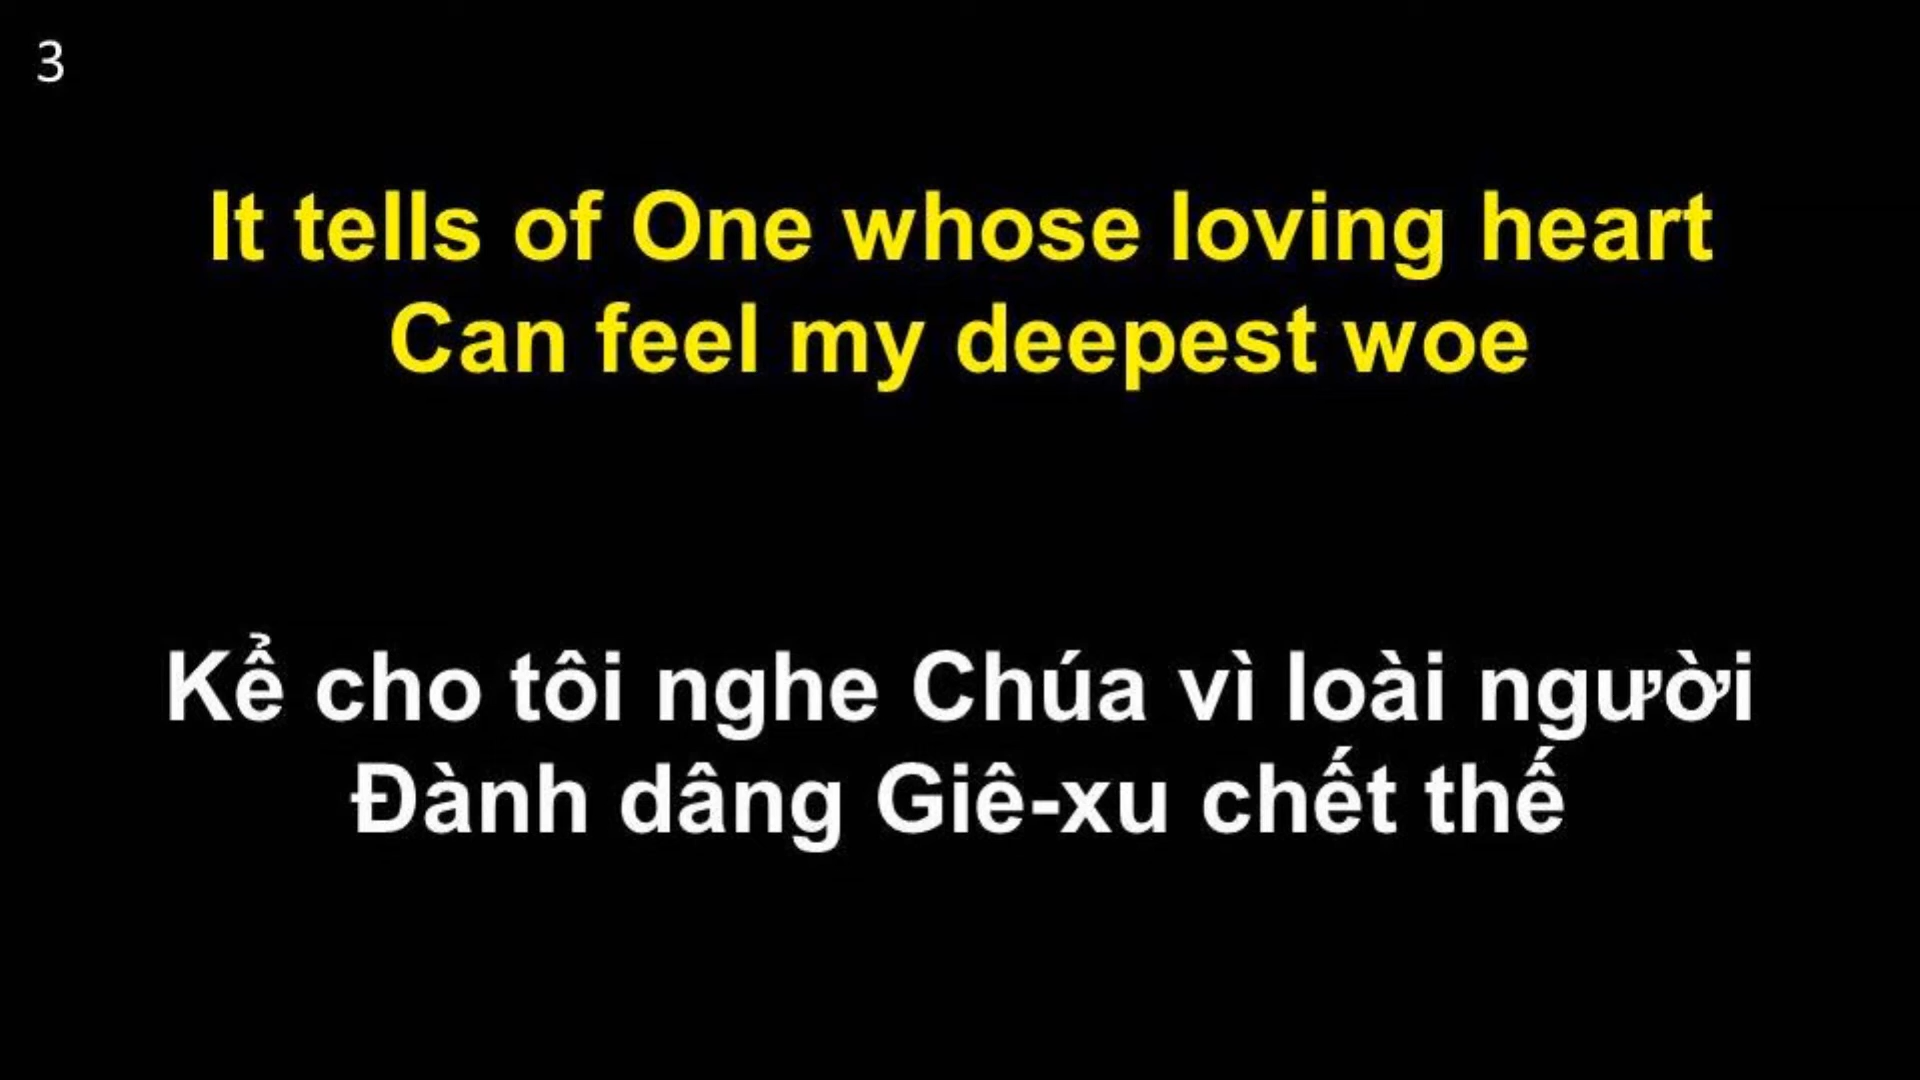 3
It tells of One whose loving heart
Can feel my deepest woe
Kể cho tôi nghe Chúa vì loài người
Đành dâng Giê-xu chết thế